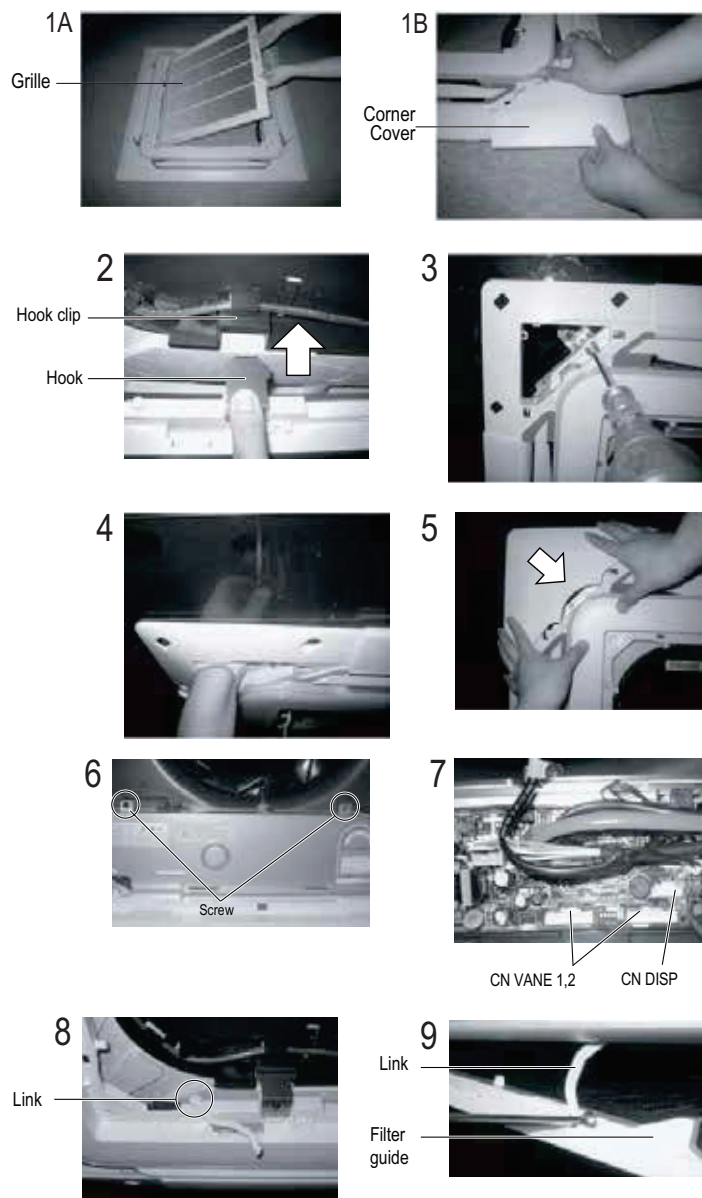 1A
Grille
1B
Corner
Cover
2
Hook clip
Hook
3
4
5
6
Screw
7
CN VANE 1,2
CN DISP
8
Link
9
Link
Filter
guide